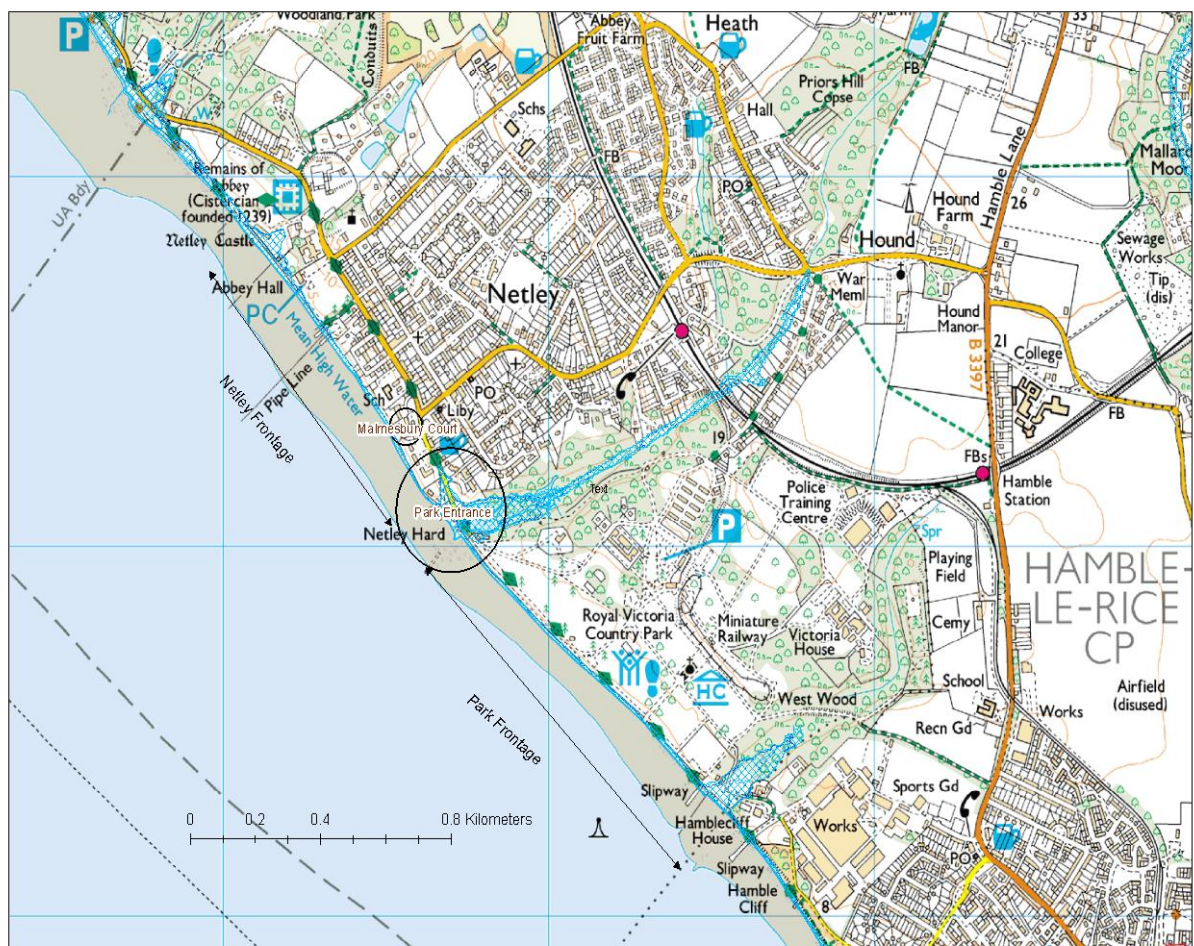 Woodland Park
Conduits
P
Abbey
Fruit Farm
Heath
Farm
33
FB
Priors Hill
Copse
Hall
Schs
FB
W
PO
Hamble Lane
Mallard
Moor
UA Bdy
Remains of
Abbey
(Cistercian
founded 1239)
26
Hound
Farm
Hound
Sewage
Works
Tip
(dis)
Netley Castle
10
5
Abbey Hall
PC
Mean High Water
Netley
War
Meml
Hound
Manor
21
B 3397
College
FB
Netley Frontage
Pipe Line
Sch
PO
Liby
Malmesbury Court
19
FBs
Hamble
Station
Text
Park Entrance
Netley Hard
Police
Training
Centre
P
Spr
Playing
Field
HAMBLE-
LE-RICE
CP
Cemy
Royal Victoria
Country Park
Miniature
Railway
Victoria
House
HC
School
Airfield
(disused)
West Wood
Recn Gd
Works
Park Frontage
Slipway
Sports Gd
0 0.2 0.4 0.8 Kilometers
Hamblecliff
House
Works
Slipway
PO
Hamble
Cliff
8